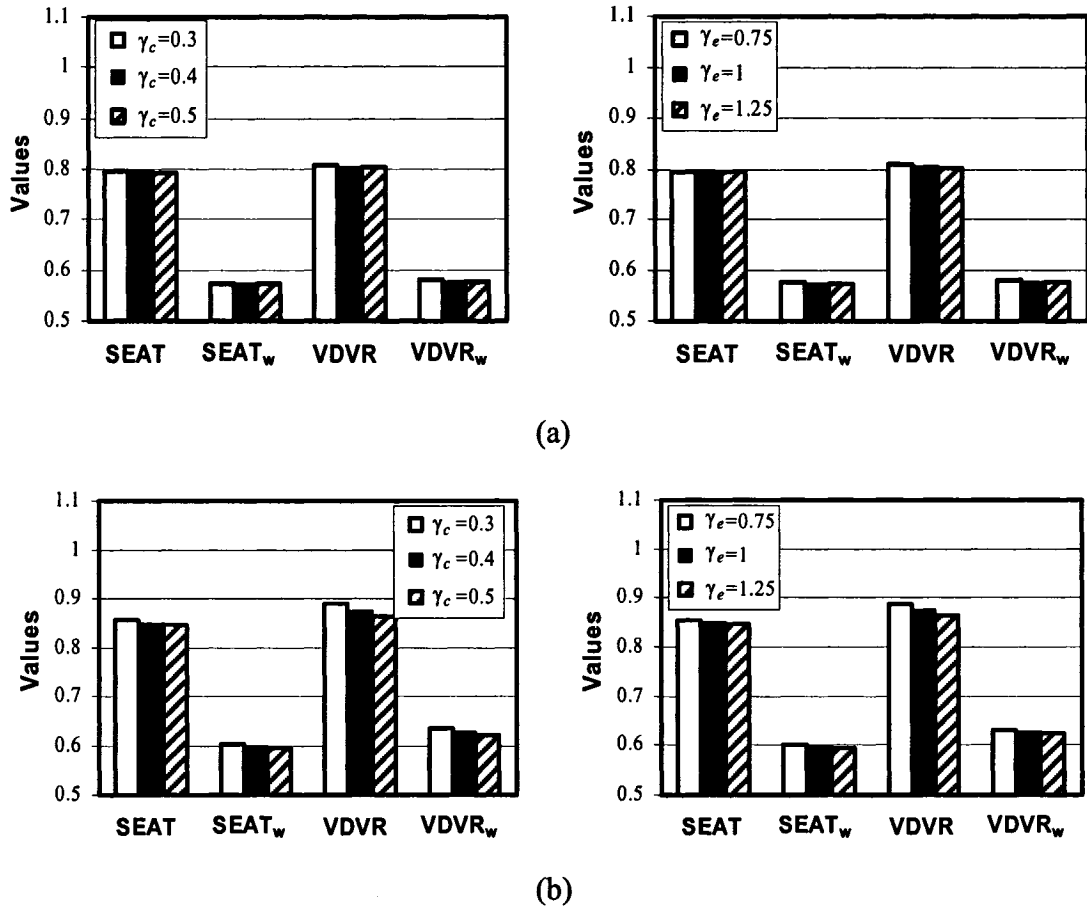 1.1
1
0.9
0.8
0.7
0.6
0.5
Values
γc=0.3
γc=0.4
γc=0.5
SEAT SEATw VDVR VDVRw
1.1
1
0.9
0.8
0.7
0.6
0.5
Values
γe=0.75
γe=1
γe=1.25
SEAT SEATw VDVR VDVRw
(a)
1.1
1
0.9
0.8
0.7
0.6
0.5
Values
γc=0.3
γc=0.4
γc=0.5
SEAT SEATw VDVR VDVRw
1.1
1
0.9
0.8
0.7
0.6
0.5
Values
γe=0.75
γe=1
γe=1.25
SEAT SEATw VDVR VDVRw
(b)